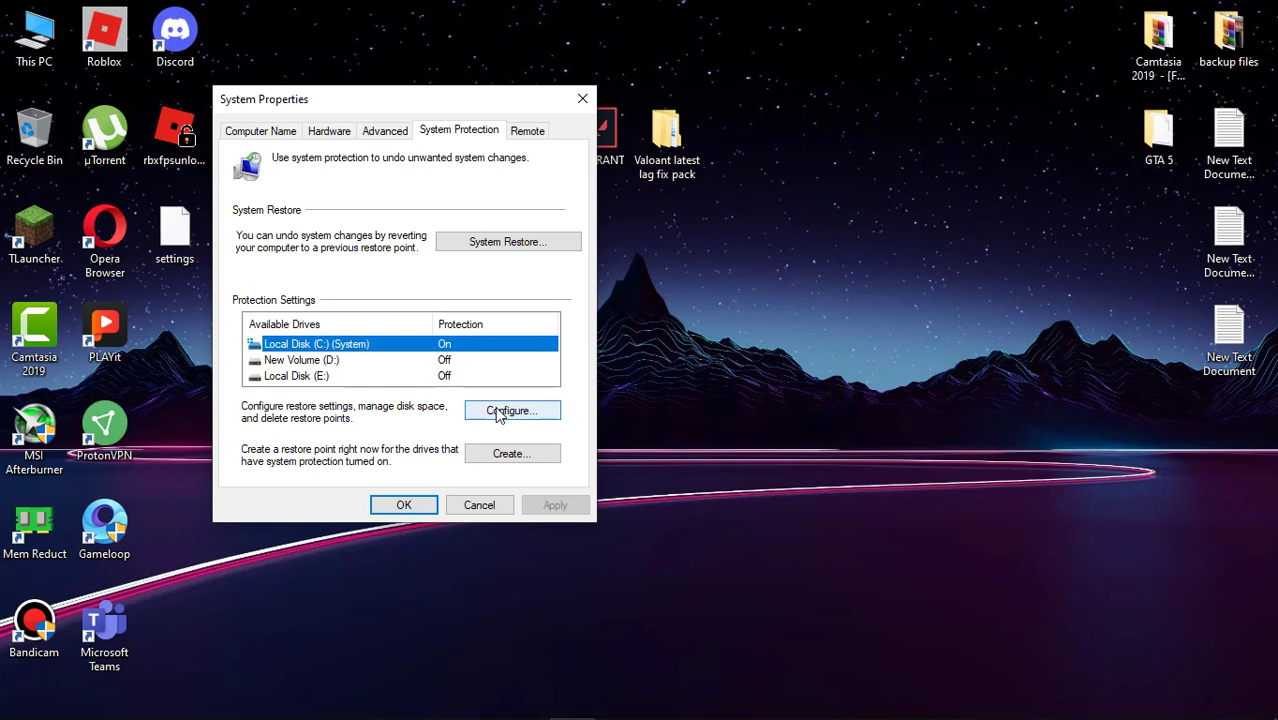 This PC
Roblox
Discord
Camtasia
2019 - [F...
backup files
System Properties
Computer Name
Hardware
Advanced
System Protection
Remote
Use system protection to undo unwanted system changes.
Recycle Bin
µTorrent
rbxfpsunlo...
RANT
Valoant latest
lag fix pack
GTA 5
New Text
Docume...
System Restore
You can undo system changes by reverting
your computer to a previous restore point.
System Restore...
TLauncher.
Opera
Browser
settings
New Text
Docume...
Protection Settings
Available Drives
Protection
Local Disk (C:) (System)
On
New Volume (D:)
Off
Local Disk (E:)
Off
Camtasia
2019
PLAYit
New Text
Document
Configure restore settings, manage disk space,
and delete restore points.
Configure...
Create a restore point right now for the drives that
have system protection turned on.
Create...
MSI
Afterburner
ProtonVPN
OK
Cancel
Apply
Mem Reduct
Gameloop
Bandicam
Microsoft
Teams